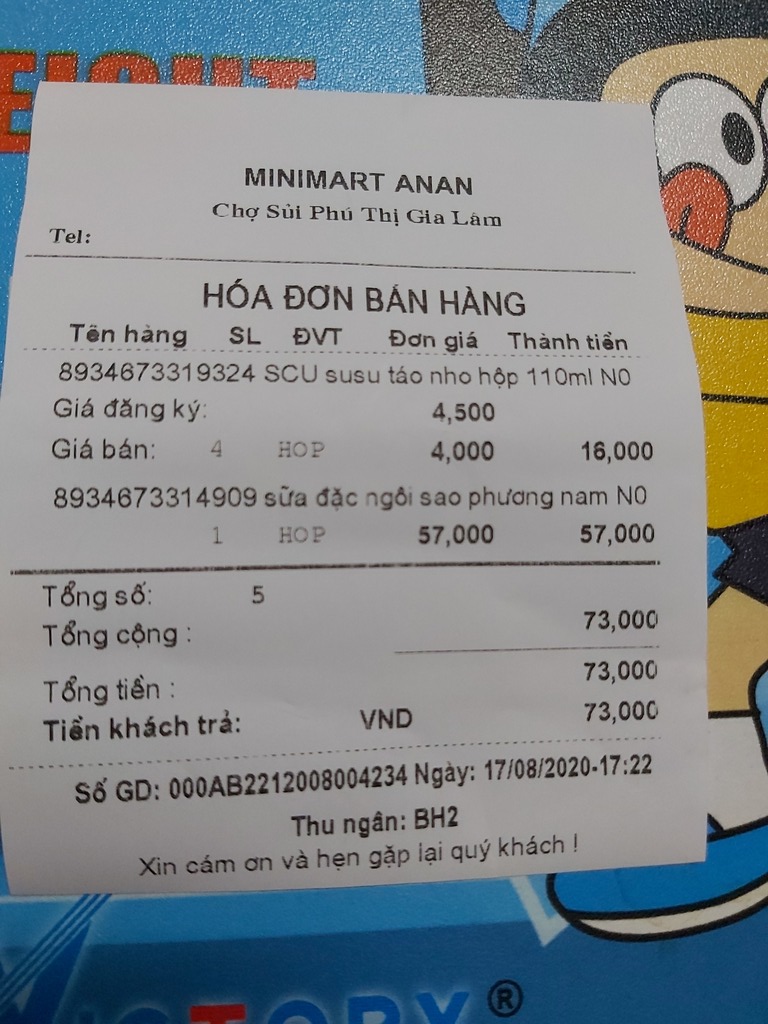 EIGHT
MINIMART ANAN
Chợ Sủi Phú Thị Gia Lâm
Tel:
HÓA ĐƠN BÁN HÀNG
Tên hàng SL ĐVT Đơn giá Thành tiền
8934673319324 SCU susu táo nho hộp 110ml N0
Giá đăng ký: 4,500
Giá bán: 4 HOP 4,000 16,000
8934673314909 sữa đặc ngôi sao phương nam N0
1 HOP 57,000 57,000
Tổng số: 5
Tổng cộng : 73,000
Tổng tiền : 73,000
Tiền khách trả: VND 73,000
Số GD: 000AB2212008004234 Ngày: 17/08/2020-17:22
Thu ngân: BH2
Xin cám ơn và hẹn gặp lại quý khách !
VICTORY ®